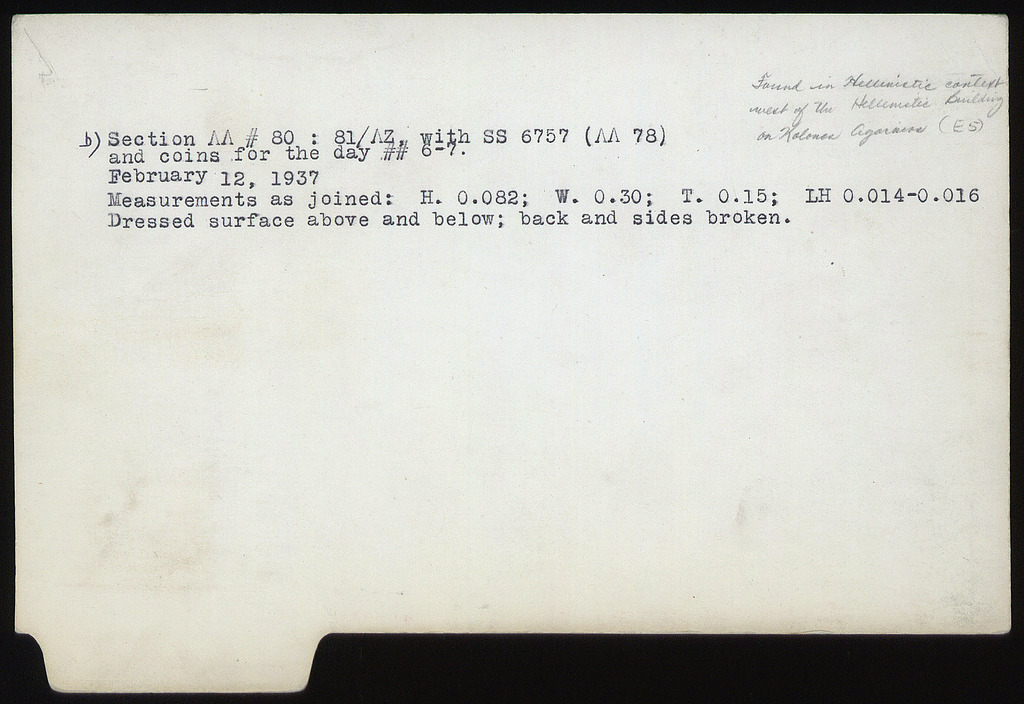 Found in Hellenistic context
west of the Hellenistic Building
on Kolonos Agoraios (E5)
b) Section ΛΛ # 80 : 81/ΛΖ, with SS 6757 (ΛΛ 78)
and coins for the day ## 6-7.
February 12, 1937
Measurements as joined: H. 0.082; W. 0.30; T. 0.15; LH 0.014-0.016
Dressed surface above and below; back and sides broken.